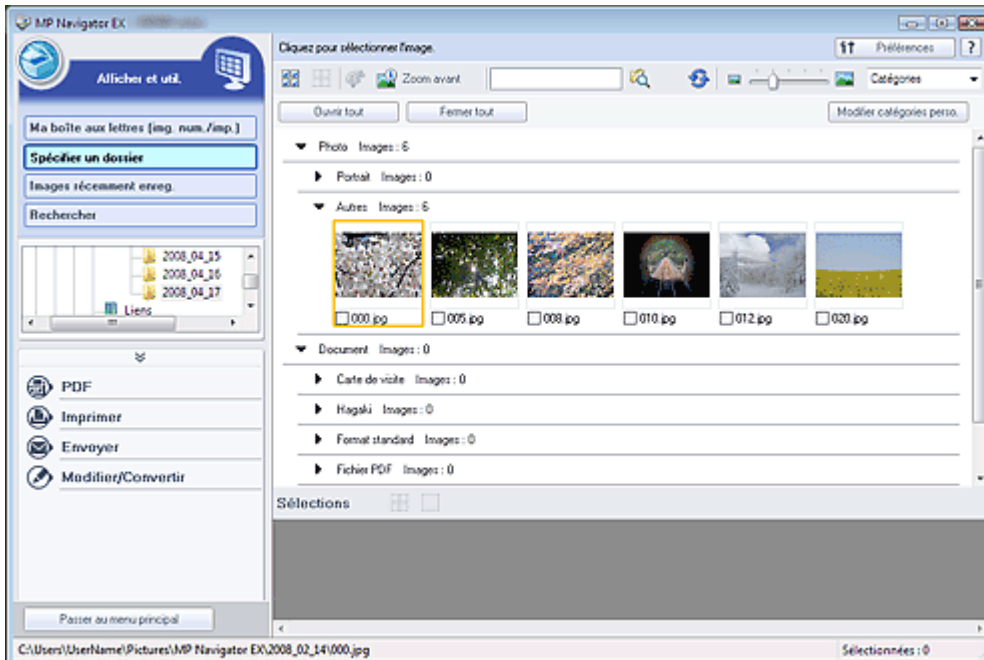 MP Navigator EX
Afficher et util.
Ma boîte aux lettres (img. num./imp.)
Spécifier un dossier
Images récemment enreg.
Rechercher
2008_04_15
2008_04_16
2008_04_17
Liens
PDF
Imprimer
Envoyer
Modifier/Convertir
Passer au menu principal
Cliquez pour sélectionner l'image.
Préférences
?
Zoom avant
Catégories
Ouvrir tout
Fermer tout
Modifier catégories perso.
Photo Images : 6
Portrait Images : 0
Autres Images : 6
000.jpg
005.jpg
008.jpg
010.jpg
012.jpg
020.jpg
Document Images : 0
Carte de visite Images : 0
Hagaki Images : 0
Format standard Images : 0
Fichier PDF Images : 0
Sélections
C:\Users\UserName\Pictures\MP Navigator EX\2008_02_14\000.jpg
Sélectionnées : 0